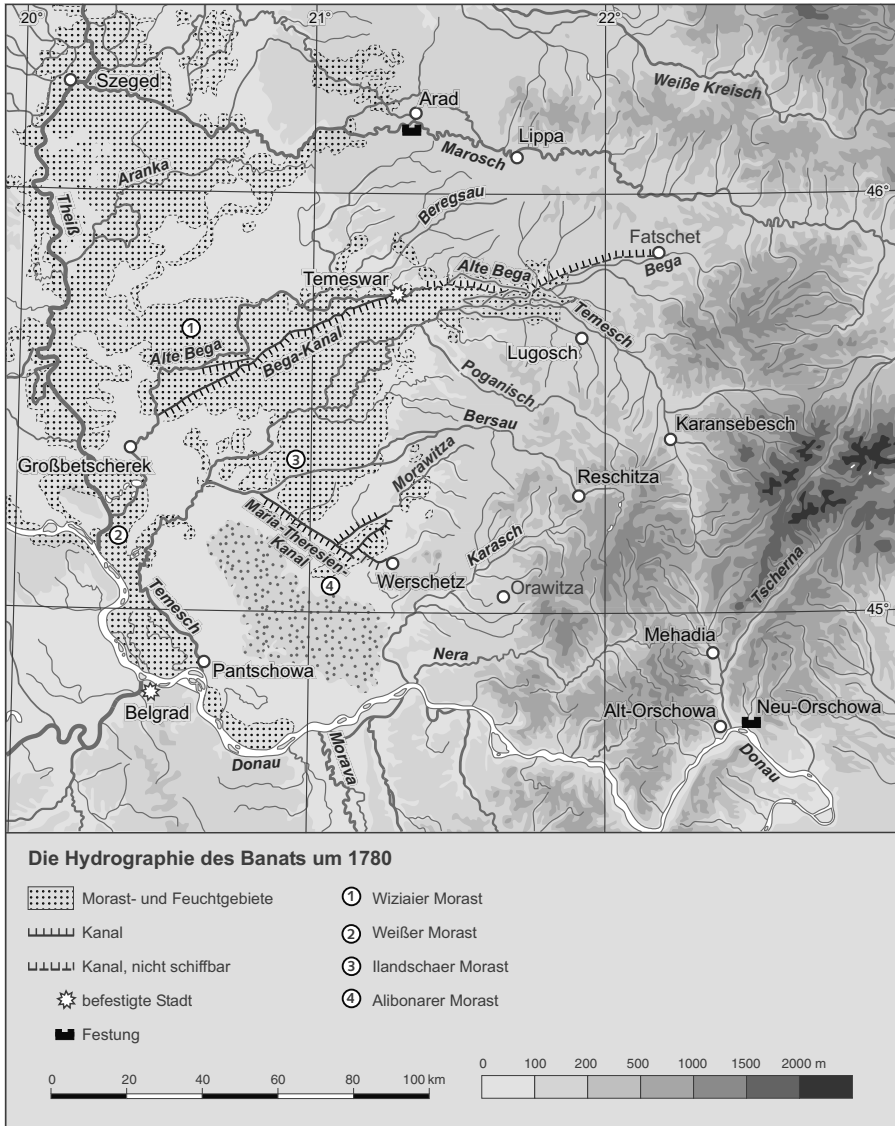 20°
21°
22°
Szeged
Arad
Weiße Kreisch
Lippa
Marosch
Aranka
46°
Theiß
Beregsau
Fatschet
Temeswar
Alte Bega
Bega
1
Temesch
Alte Bega
Bega-Kanal
Lugosch
Poganisch
Bersau
Karansebesch
Großbetscherek
3
Morawitza
Reschitza
2
Maria-Theresien-
Kanal
Karasch
Werschetz
Tscherna
4
Orawitza
Temesch
45°
Mehadia
Nera
Pantschowa
Belgrad
Alt-Orschowa
Neu-Orschowa
Donau
Morava
Donau
Die Hydrographie des Banats um 1780
Morast- und Feuchtgebiete
Kanal
Kanal, nicht schiffbar
befestigte Stadt
Festung
1 Wiziaier Morast
2 Weißer Morast
3 Ilandschaer Morast
4 Alibonarer Morast
0 20 40 60 80 100 km
0 100 200 500 1000 1500 2000 m